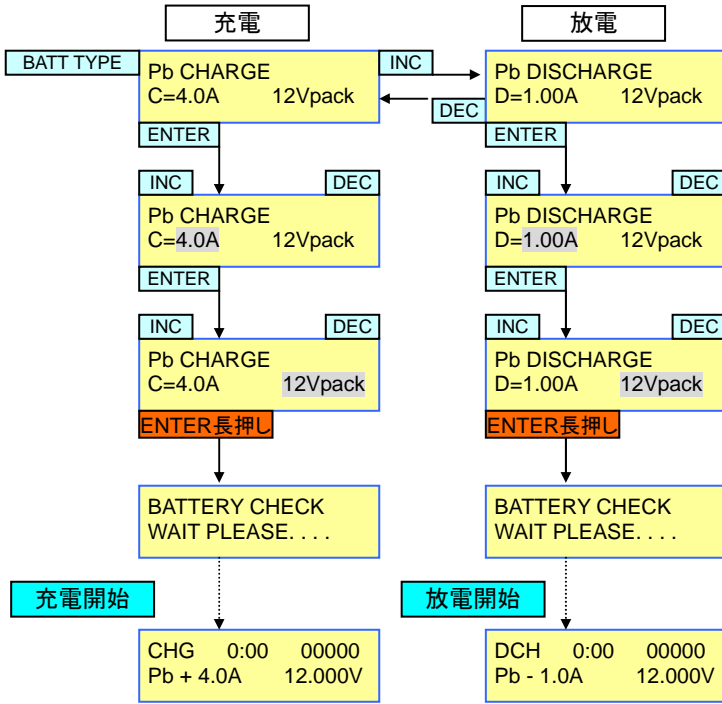 充電
放電
BATT TYPE
Pb CHARGE
C=4.0A 12Vpack
INC
DEC
Pb DISCHARGE
D=1.00A 12Vpack
ENTER
ENTER
INC DEC
Pb CHARGE
C=4.0A 12Vpack
ENTER
INC DEC
Pb DISCHARGE
D=1.00A 12Vpack
ENTER
INC DEC
Pb CHARGE
C=4.0A 12Vpack
ENTER長押し
INC DEC
Pb DISCHARGE
D=1.00A 12Vpack
ENTER長押し
BATTERY CHECK
WAIT PLEASE. . . .
BATTERY CHECK
WAIT PLEASE. . . .
充電開始
放電開始
CHG 0:00 00000
Pb + 4.0A 12.000V
DCH 0:00 00000
Pb - 1.0A 12.000V